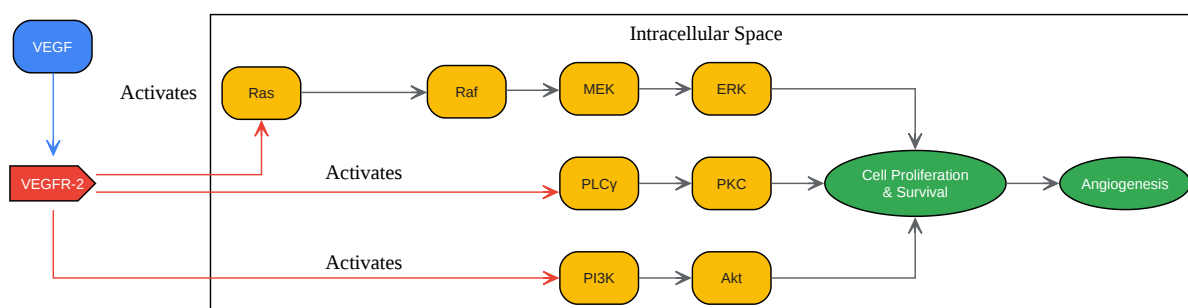 Intracellular Space
VEGF
Activates
Ras
Raf
MEK
ERK
VEGFR-2
Activates
PLCγ
PKC
Cell Proliferation
& Survival
Angiogenesis
Activates
PI3K
Akt